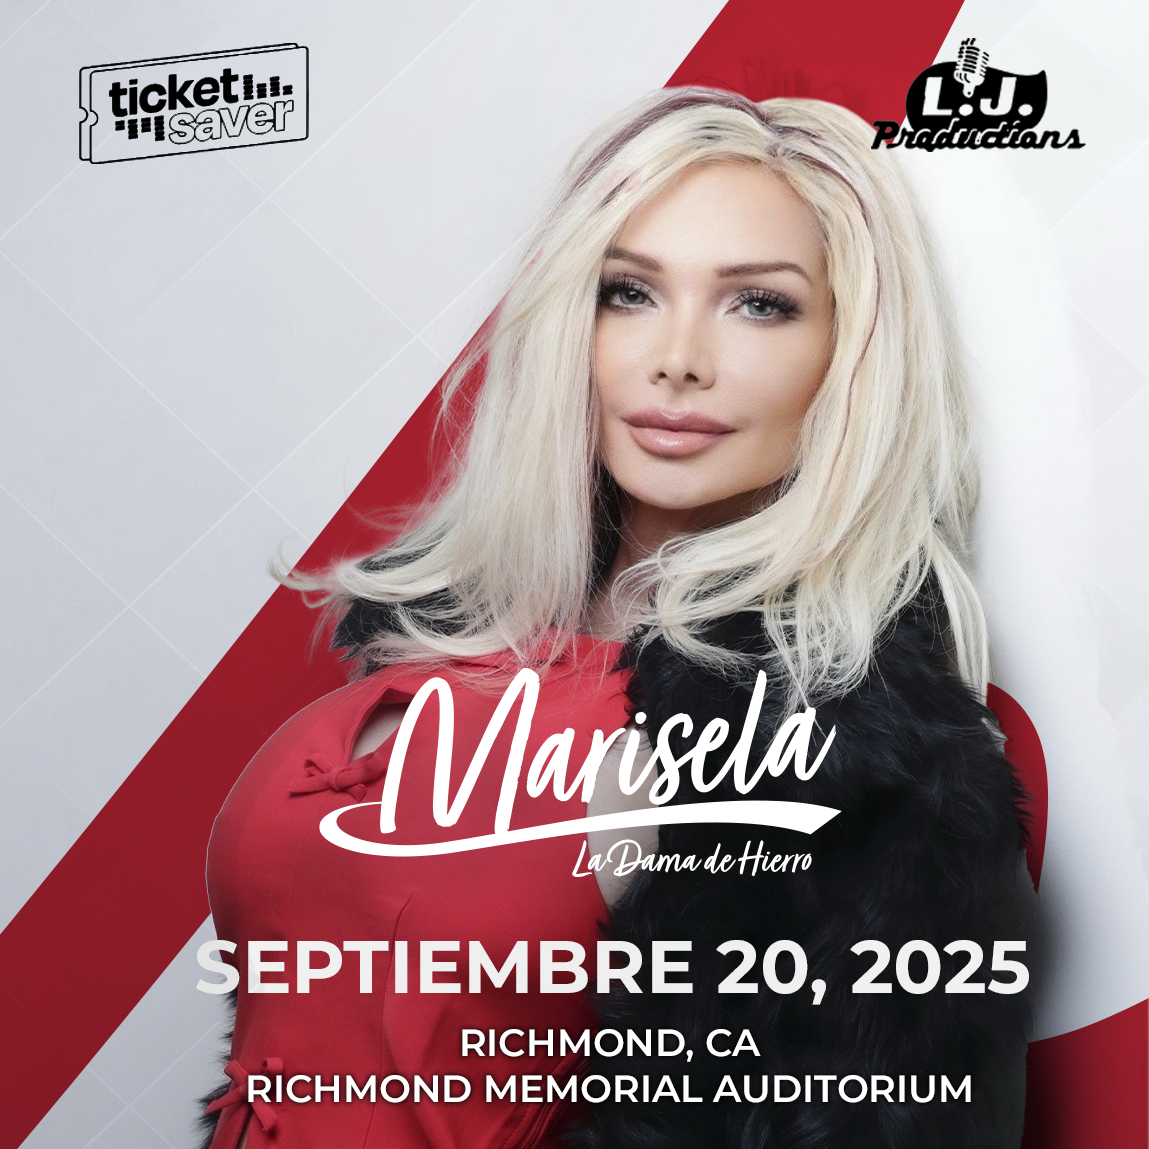 ticket
saver
L.J.
Productions
Marisela
La Dama de Hierro
SEPTIEMBRE 20, 2025
RICHMOND, CA
RICHMOND MEMORIAL AUDITORIUM